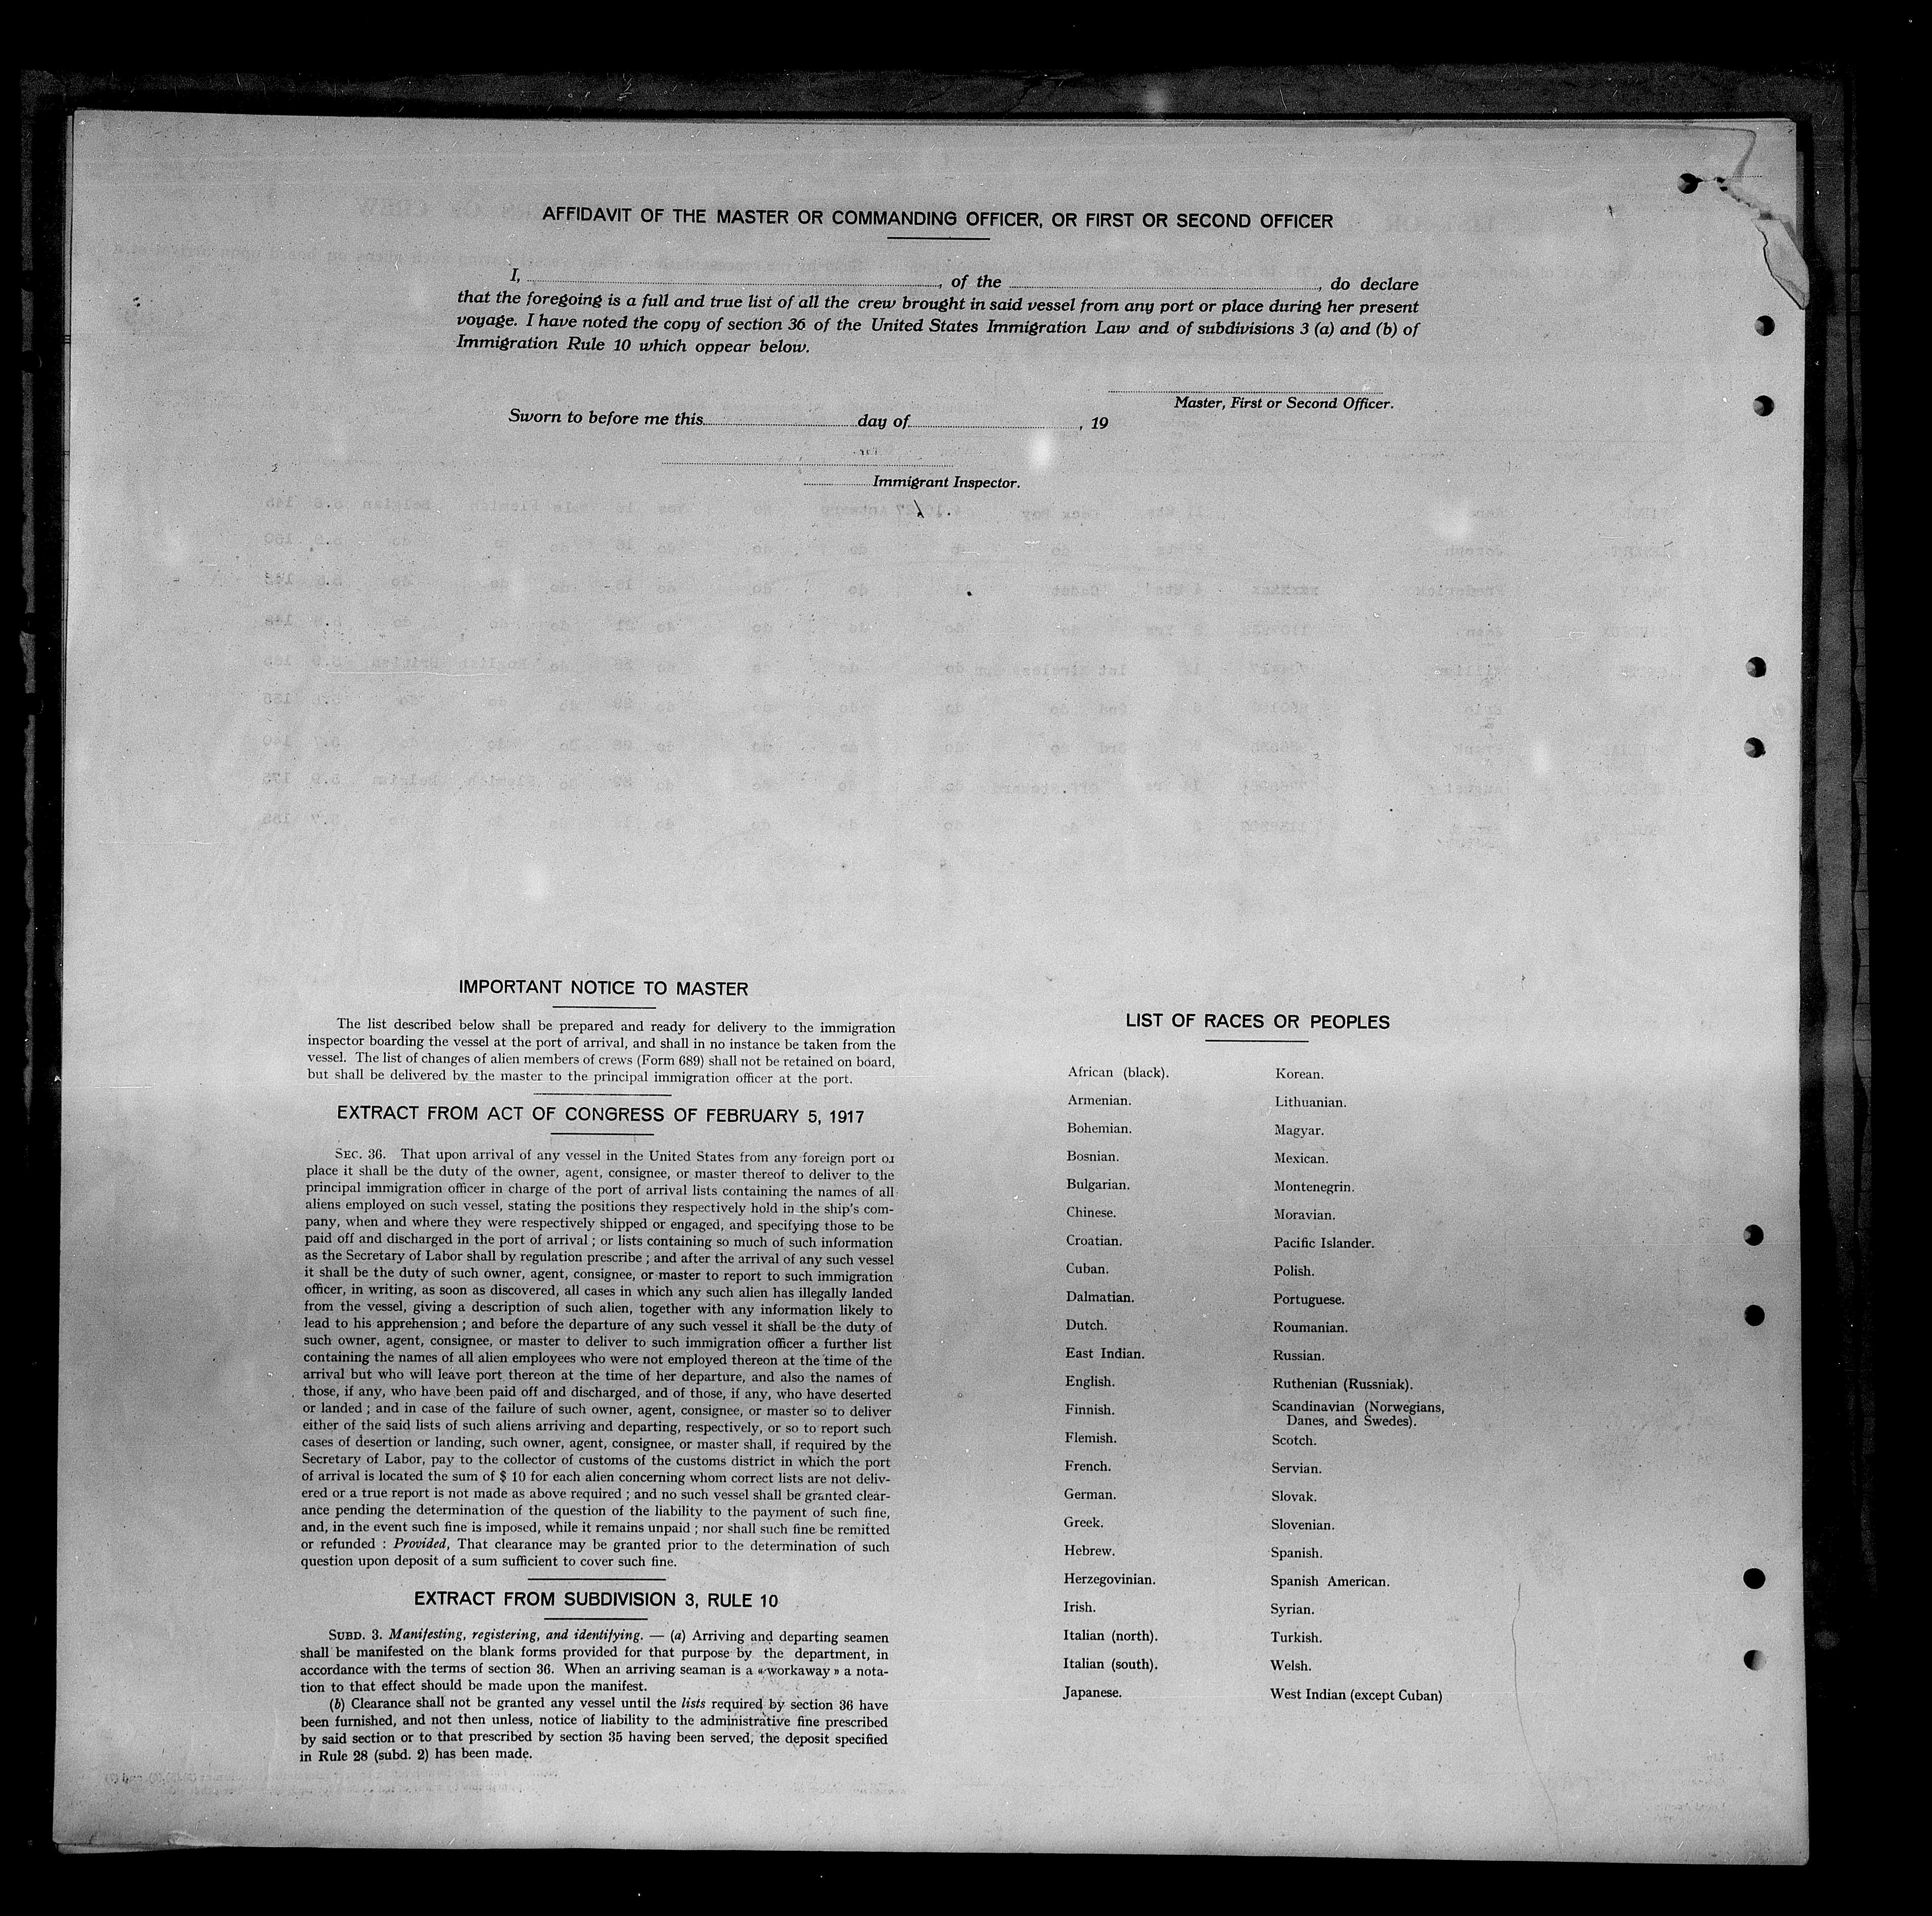 AFFIDAVIT OF THE MASTER OR COMMANDING OFFICER, OR FIRST OR SECOND OFFICER
I, , of the , do declare
that the foregoing is a full and true list of all the crew brought in said vessel from any port or place during her present
voyage. I have noted the copy of section 36 of the United States Immigration Law and of subdivisions 3 (a) and (b) of
Immigration Rule 10 which oppear below.
Master, First or Second Officer.
Sworn to before me this day of , 19
Immigrant Inspector.
IMPORTANT NOTICE TO MASTER
The list described below shall be prepared and ready for delivery to the immigration
inspector boarding the vessel at the port of arrival, and shall in no instance be taken from the
vessel. The list of changes of alien members of crews (Form 689) shall not be retained on board,
but shall be delivered by the master to the principal immigration officer at the port.
EXTRACT FROM ACT OF CONGRESS OF FEBRUARY 5, 1917
SEC. 36. That upon arrival of any vessel in the United States from any foreign port or
place it shall be the duty of the owner, agent, consignee, or master thereof to deliver to the
principal immigration officer in charge of the port of arrival lists containing the names of all
aliens employed on such vessel, stating the positions they respectively hold in the ship's com-
pany, when and where they were respectively shipped or engaged, and specifying those to be
paid off and discharged in the port of arrival ; or lists containing so much of such information
as the Secretary of Labor shall by regulation prescribe ; and after the arrival of any such vessel
it shall be the duty of such owner, agent, consignee, or master to report to such immigration
officer, in writing, as soon as discovered, all cases in which any such alien has illegally landed
from the vessel, giving a description of such alien, together with any information likely to
lead to his apprehension ; and before the departure of any such vessel it shall be the duty of
such owner, agent, consignee, or master to deliver to such immigration officer a further list
containing the names of all alien employees who were not employed thereon at the time of the
arrival but who will leave port thereon at the time of her departure, and also the names of
those, if any, who have been paid off and discharged, and of those, if any, who have deserted
or landed ; and in case of the failure of such owner, agent, consignee, or master so to deliver
either of the said lists of such aliens arriving and departing, respectively, or so to report such
cases of desertion or landing, such owner, agent, consignee, or master shall, if required by the
Secretary of Labor, pay to the collector of customs of the customs district in which the port
of arrival is located the sum of $ 10 for each alien concerning whom correct lists are not deliv-
ered or a true report is not made as above required ; and no such vessel shall be granted clear-
ance pending the determination of the question of the liability to the payment of such fine,
and, in the event such fine is imposed, while it remains unpaid ; nor shall such fine be remitted
or refunded : Provided, That clearance may be granted prior to the determination of such
question upon deposit of a sum sufficient to cover such fine.
EXTRACT FROM SUBDIVISION 3, RULE 10
SUBD. 3. Manifesting, registering, and identifying. — (a) Arriving and departing seamen
shall be manifested on the blank forms provided for that purpose by the department, in
accordance with the terms of section 36. When an arriving seaman is a « workaway » a nota-
tion to that effect should be made upon the manifest.
(b) Clearance shall not be granted any vessel until the lists required by section 36 have
been furnished, and not then unless, notice of liability to the administrative fine prescribed
by said section or to that prescribed by section 35 having been served, the deposit specified
in Rule 28 (subd. 2) has been made.
LIST OF RACES OR PEOPLES
African (black).
Armenian.
Bohemian.
Bosnian.
Bulgarian.
Chinese.
Croatian.
Cuban.
Dalmatian.
Dutch.
East Indian.
English.
Finnish.
Flemish.
French.
German.
Greek.
Hebrew.
Herzegovinian.
Irish.
Italian (north).
Italian (south).
Japanese.
Korean.
Lithuanian.
Magyar.
Mexican.
Montenegrin.
Moravian.
Pacific Islander.
Polish.
Portuguese.
Roumanian.
Russian.
Ruthenian (Russniak).
Scandinavian (Norwegians,
Danes, and Swedes).
Scotch.
Servian.
Slovak.
Slovenian.
Spanish.
Spanish American.
Syrian.
Turkish.
Welsh.
West Indian (except Cuban)